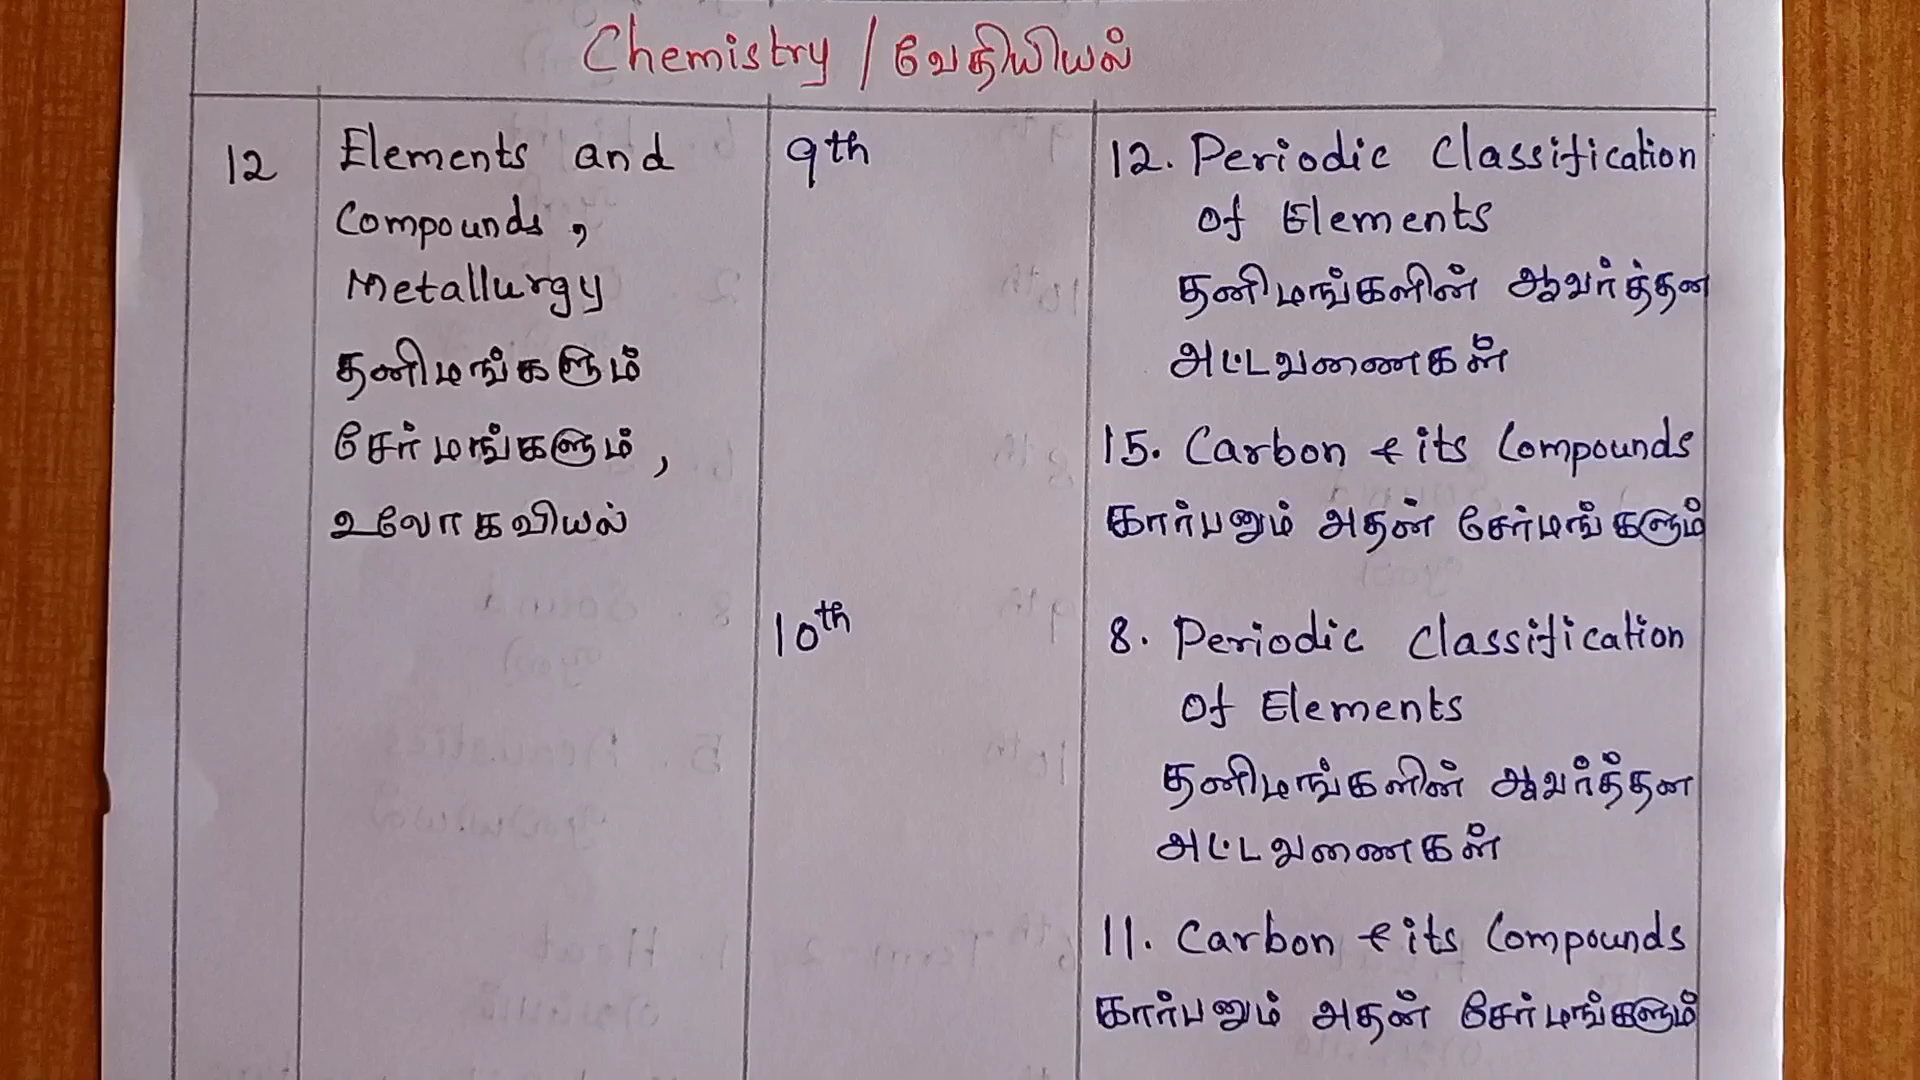 Chemistry / வேதியியல்
12
Elements and
Compounds,
Metallurgy
தனிமங்களும்
சேர்மங்களும்,
உலோகவியல்
9th
12. Periodic Classification
Of Elements
தனிமங்களின் ஆவர்த்தன
அட்டவணைகள்
15. Carbon & its Compounds
கார்பனும் அதன் சேர்மங்களும்
10th
8. Periodic Classification
Of Elements
தனிமங்களின் ஆவர்த்தன
அட்டவணைகள்
11. Carbon & its Compounds
கார்பனும் அதன் சேர்மங்களும்